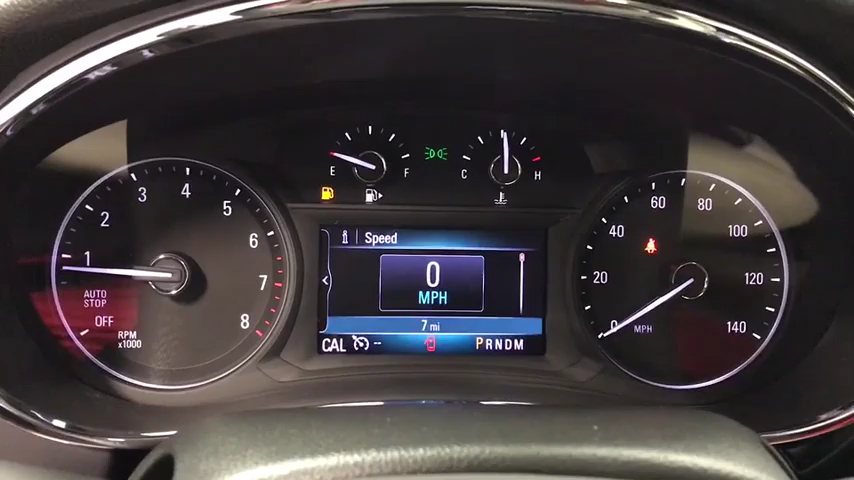 1
2
3
4
5
6
7
8
AUTO
STOP
OFF
RPM
x1000
E
F
C
H
i Speed
0
MPH
7 mi
CAL --
PRNDM
0
20
40
60
80
100
120
140
MPH